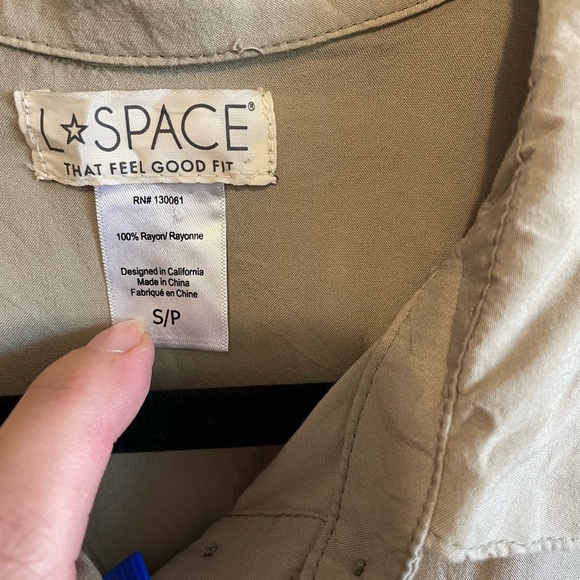 L☆SPACE®
THAT FEEL GOOD FIT
RN# 130061
100% Rayon/ Rayonne
Designed in California
Made in China
Fabriqué en Chine
S/P